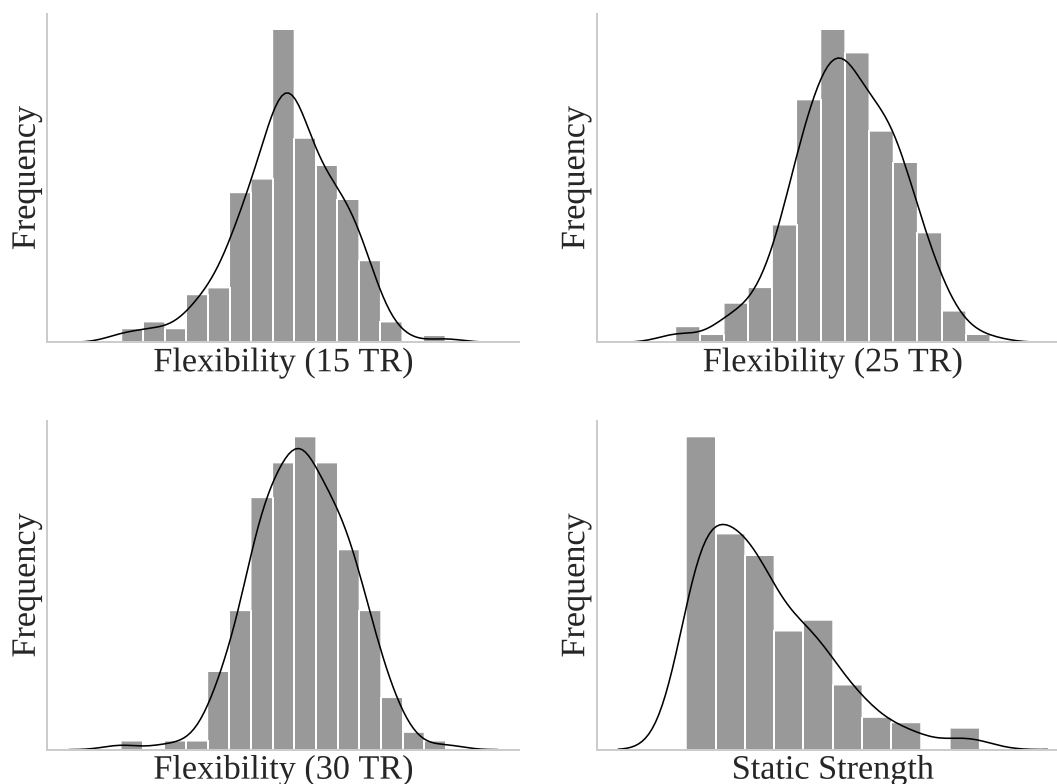 Frequency
Flexibility (15 TR)
Frequency
Flexibility (25 TR)
Frequency
Flexibility (30 TR)
Frequency
Static Strength